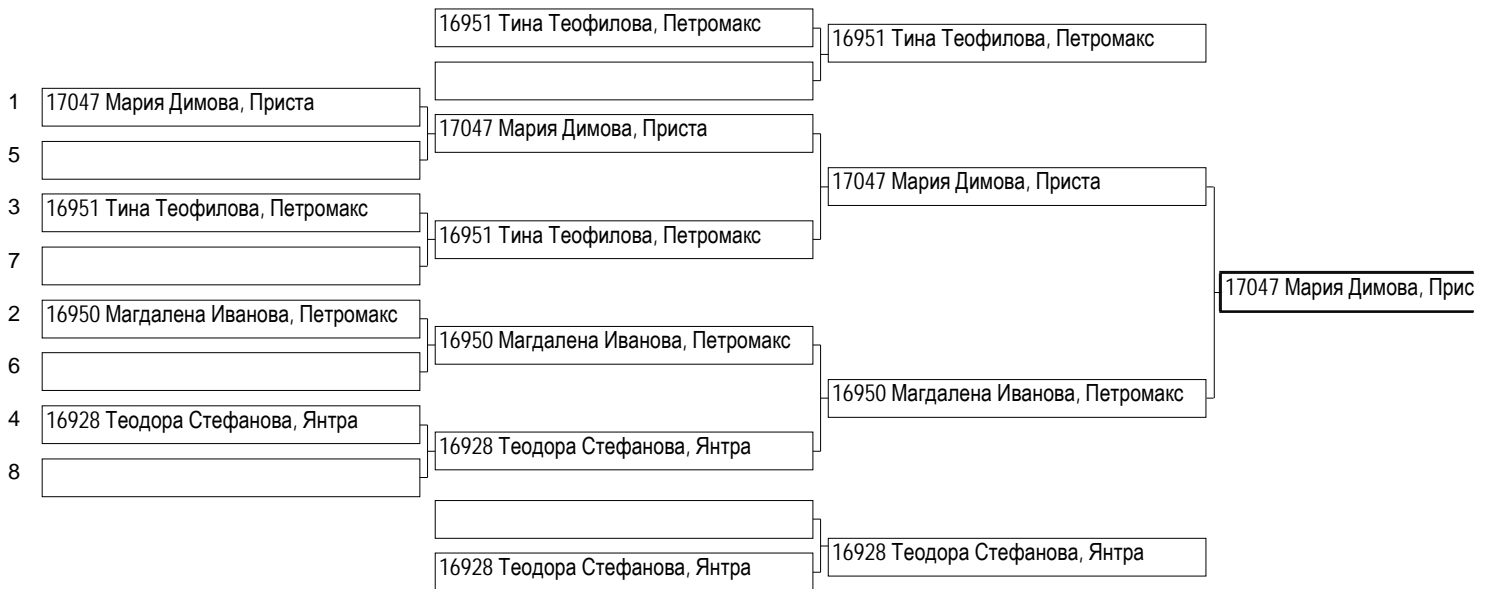 16951 Тина Теофилова, Петромакс
16951 Тина Теофилова, Петромакс
1 17047 Мария Димова, Приста
17047 Мария Димова, Приста
5
17047 Мария Димова, Приста
3 16951 Тина Теофилова, Петромакс
16951 Тина Теофилова, Петромакс
7
17047 Мария Димова, Прис
2 16950 Магдалена Иванова, Петромакс
16950 Магдалена Иванова, Петромакс
6
16950 Магдалена Иванова, Петромакс
4 16928 Теодора Стефанова, Янтра
16928 Теодора Стефанова, Янтра
8
16928 Теодора Стефанова, Янтра
16928 Теодора Стефанова, Янтра